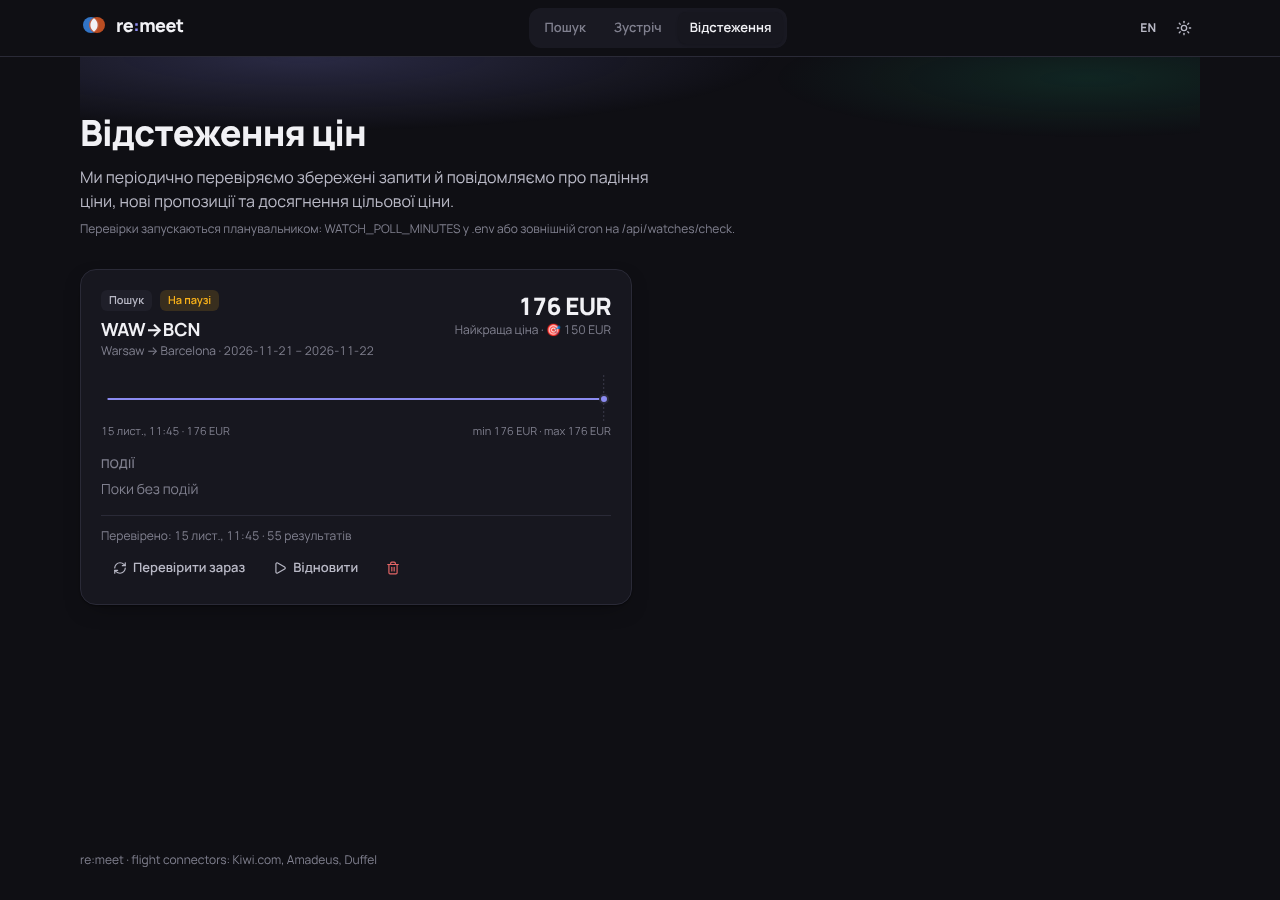 re:meet
Пошук
Зустріч
Відстеження
EN
Відстеження цін
Ми періодично перевіряємо збережені запити й повідомляємо про падіння
ціни, нові пропозиції та досягнення цільової ціни.
Перевірки запускаються планувальником: WATCH_POLL_MINUTES у .env або зовнішній cron на /api/watches/check.
Пошук
На паузі
176 EUR
WAW→BCN
Найкраща ціна · 🎯 150 EUR
Warsaw → Barcelona · 2026-11-21 – 2026-11-22
15 лист., 11:45 · 176 EUR
min 176 EUR · max 176 EUR
ПОДІЇ
Поки без подій
Перевірено: 15 лист., 11:45 · 55 результатів
Перевірити зараз
Відновити
re:meet · flight connectors: Kiwi.com, Amadeus, Duffel